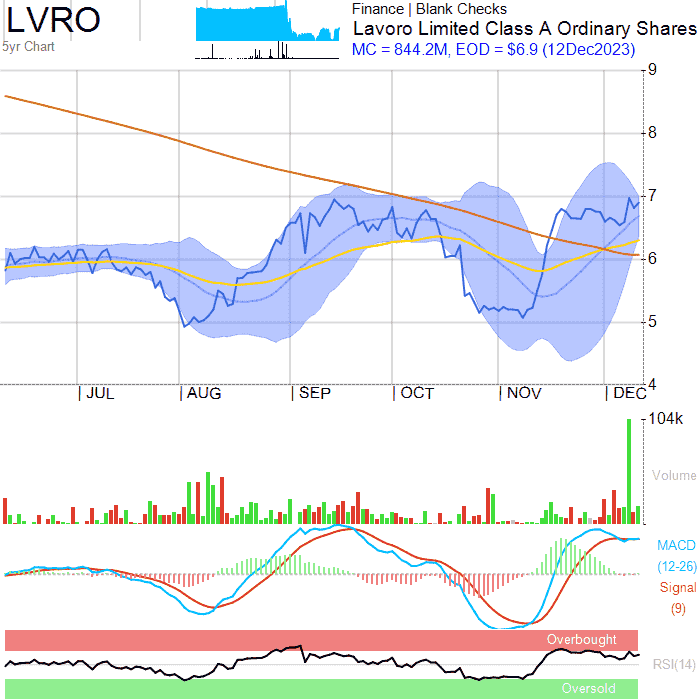 LVRO
5yr Chart
Finance | Blank Checks
Lavoro Limited Class A Ordinary Shares
MC = 844.2M, EOD = $6.9 (12Dec2023)
9
8
7
6
5
4
| JUL | AUG | SEP | OCT | NOV | DEC
104k
Volume
MACD
(12-26)
Signal
(9)
Overbought
RSI(14)
Oversold